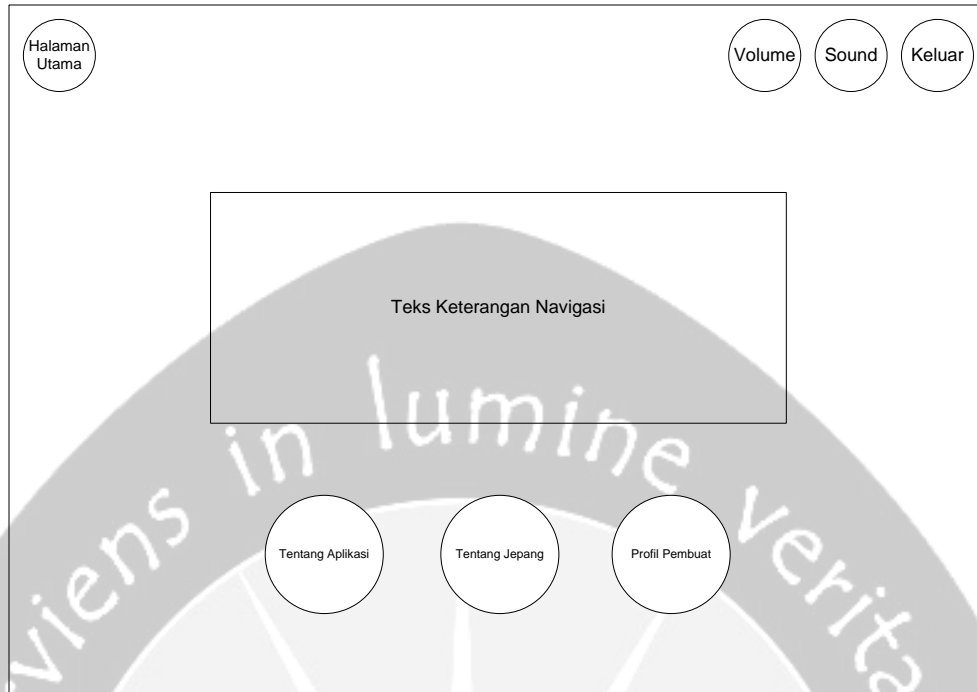 Halaman
Utama
Volume
Sound
Keluar
Teks Keterangan Navigasi
viens in lumine verita
Tentang Aplikasi
Tentang Jepang
Profil Pembuat